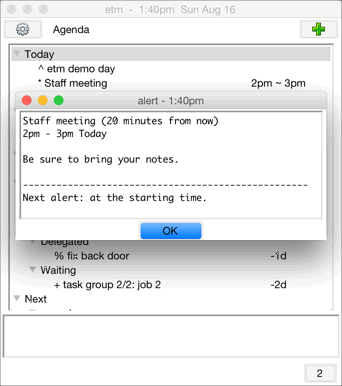 etm - 1:40pm Sun Aug 16
Agenda
Today
^ etm demo day
* Staff meeting 2pm ~ 3pm
alert - 1:40pm
Staff meeting (20 minutes from now)
2pm - 3pm Today
Be sure to bring your notes.
-------------------------------------------------
Next alert: at the starting time.
OK
Delegated
% fix back door -1d
Waiting
+ task group 2/2: job 2 -2d
Next
2